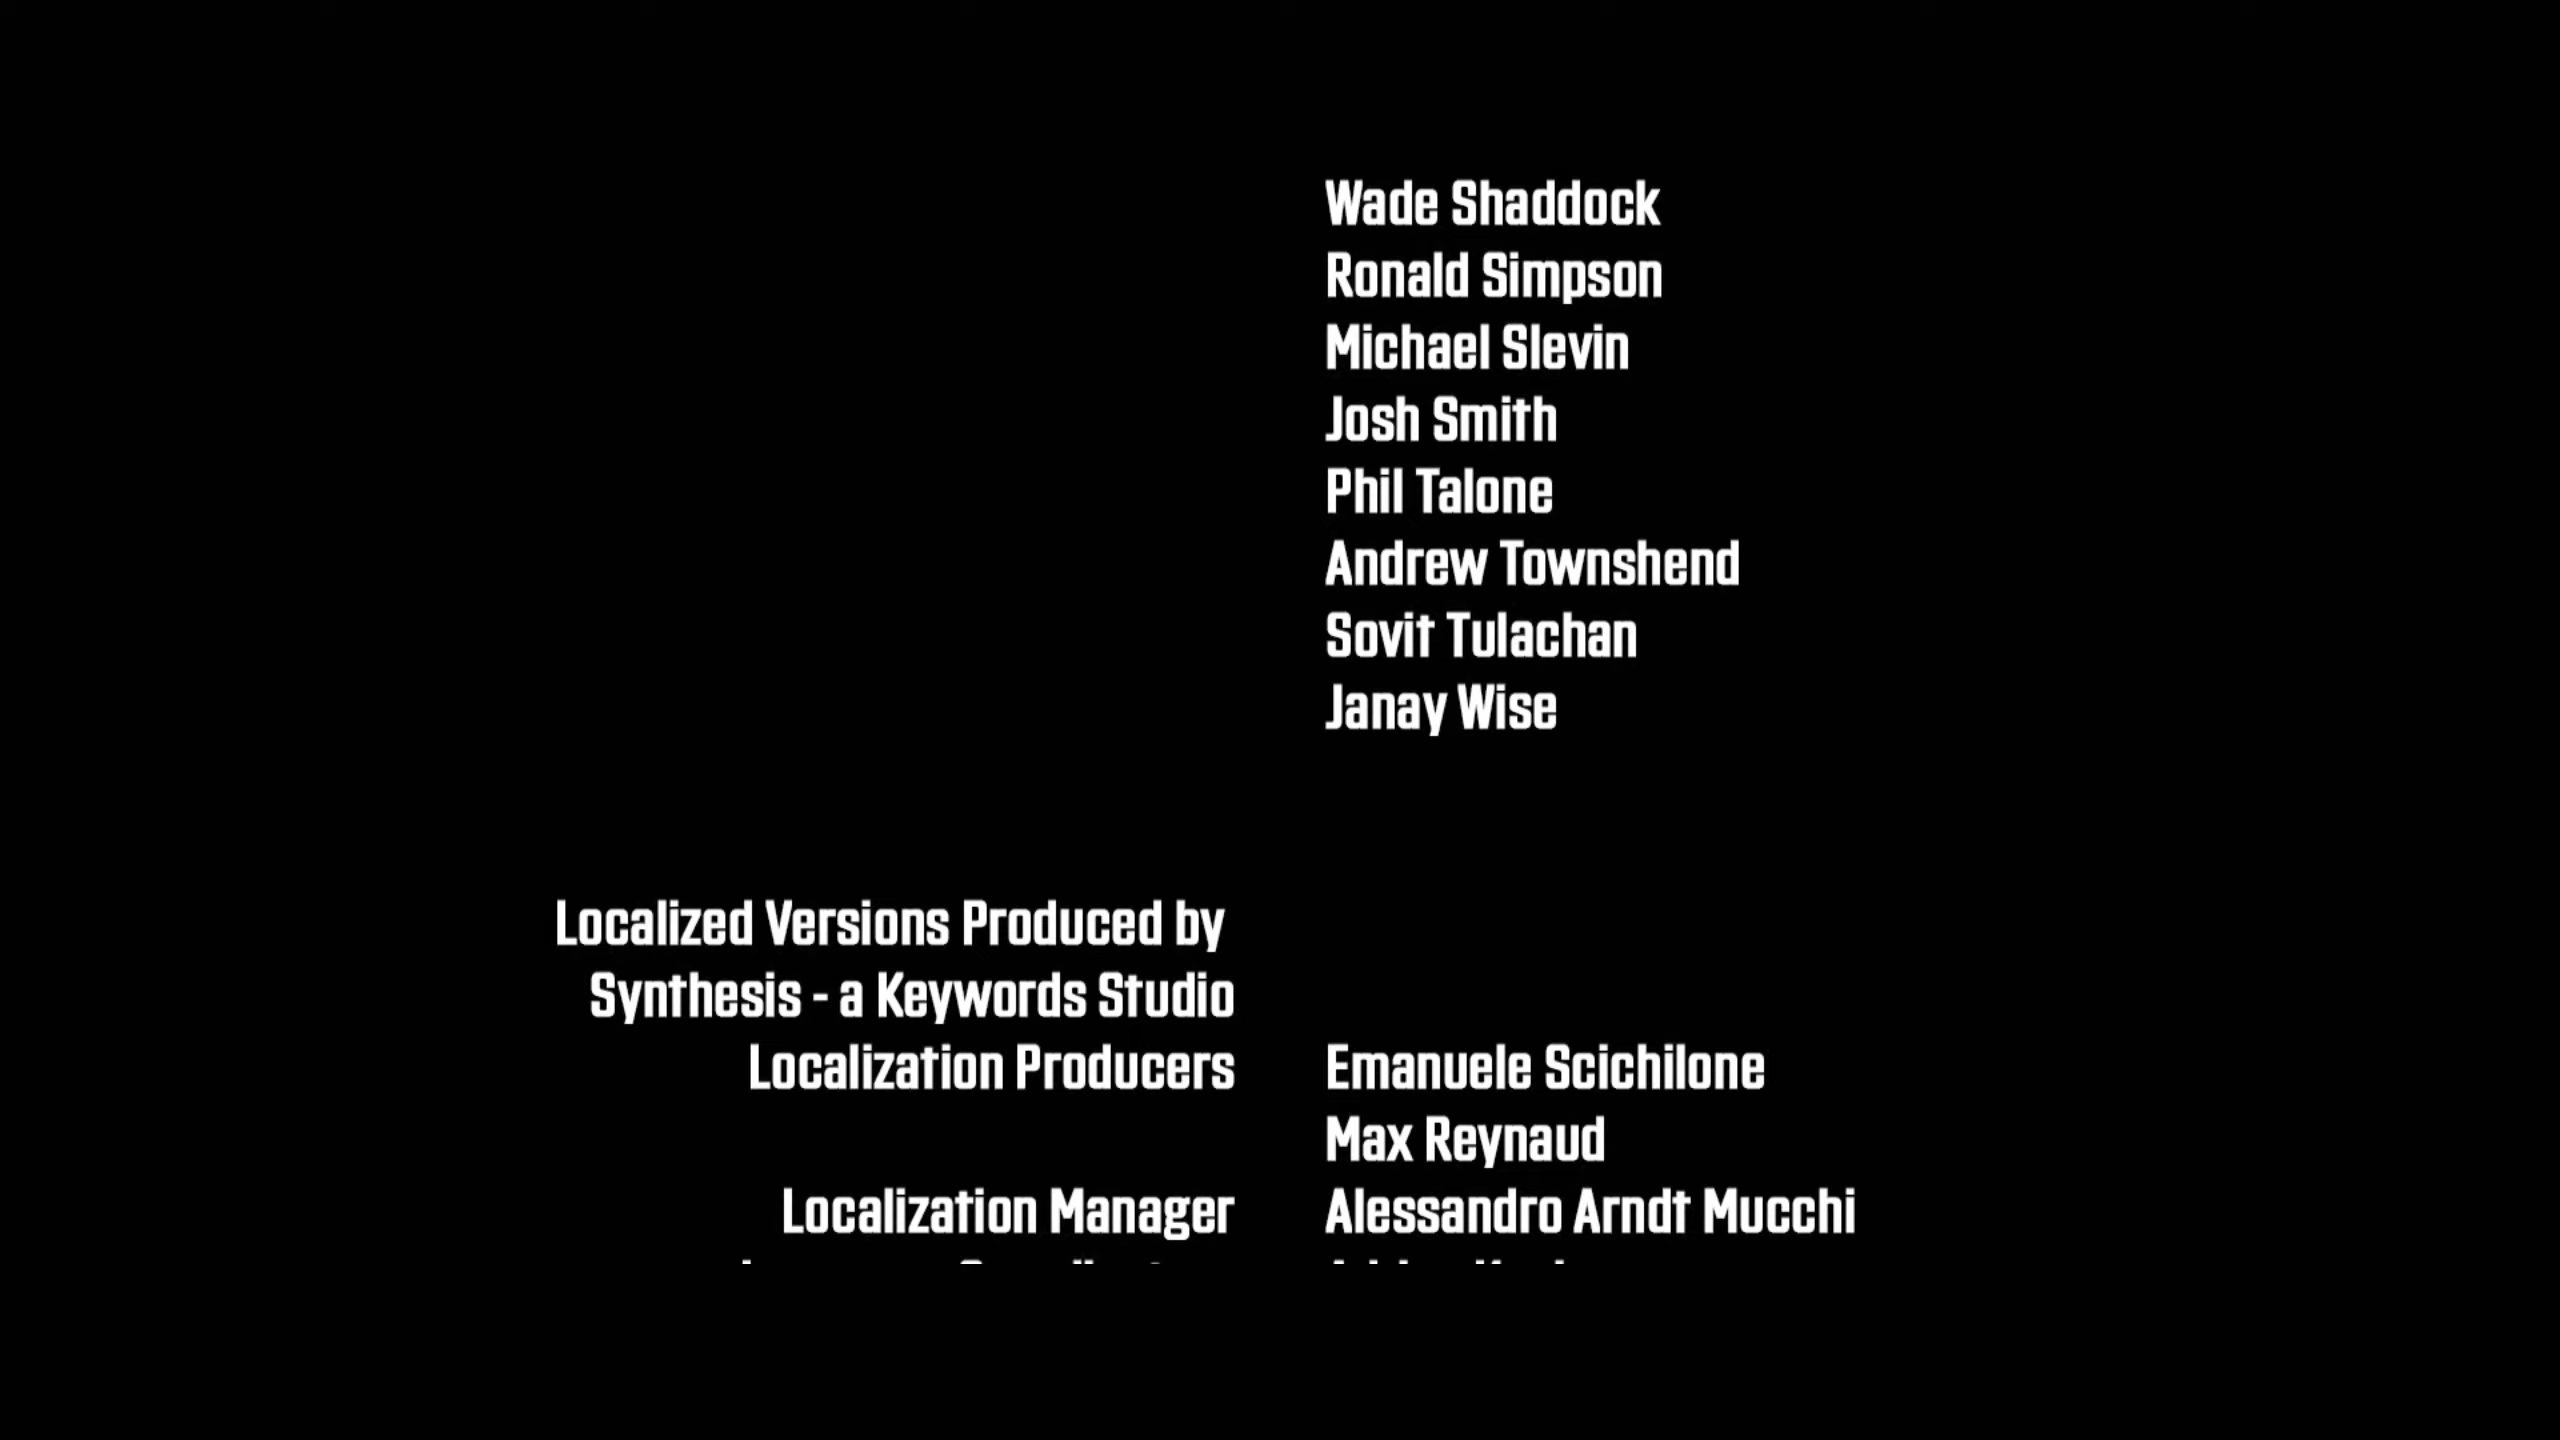 Wade Shaddock
Ronald Simpson
Michael Slevin
Josh Smith
Phil Talone
Andrew Townshend
Sovit Tulachan
Janay Wise
Localized Versions Produced by
Synthesis - a Keywords Studio
Localization Producers Emanuele Scichilone
Max Reynaud
Localization Manager Alessandro Arndt Mucchi